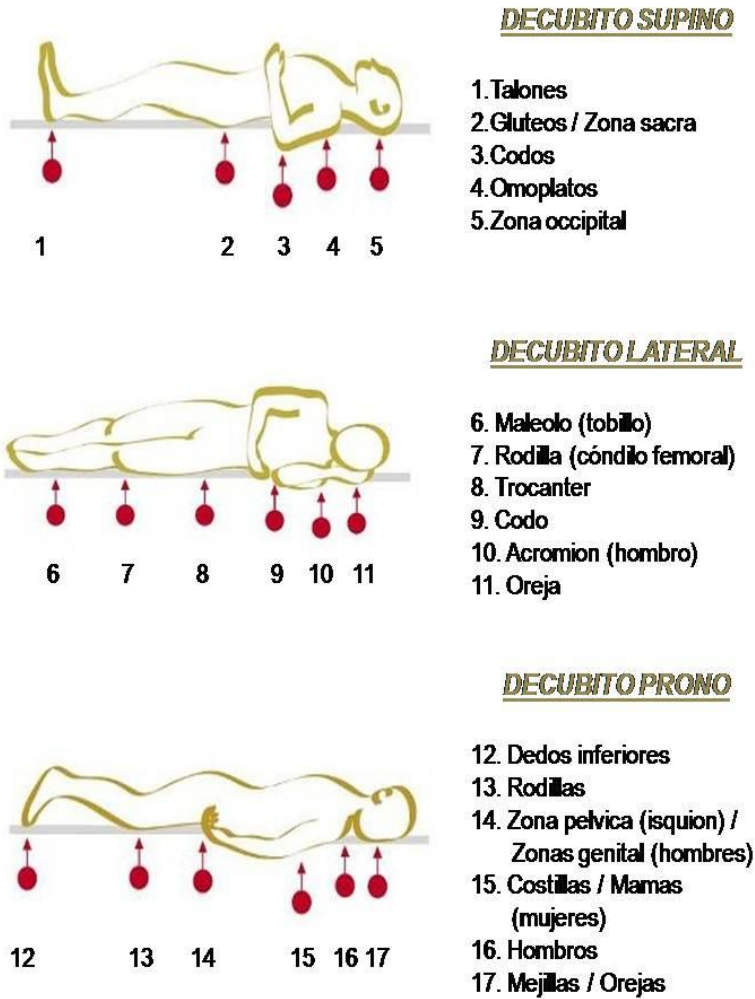 DECUBITO SUPINO
1.Talones
2.Gluteos / Zona sacra
3.Codos
4.Omoplatos
5.Zona occipital
1 2 3 4 5
DECUBITO LATERAL
6. Maleolo (tobillo)
7. Rodilla (cóndilo femoral)
8. Trocanter
9. Codo
10. Acromion (hombro)
11. Oreja
6 7 8 9 10 11
DECUBITO PRONO
12. Dedos inferiores
13. Rodillas
14. Zona pelvica (isquion) /
Zonas genital (hombres)
15. Costillas / Mamas
(mujeres)
16. Hombros
17. Mejillas / Orejas
12 13 14 15 16 17